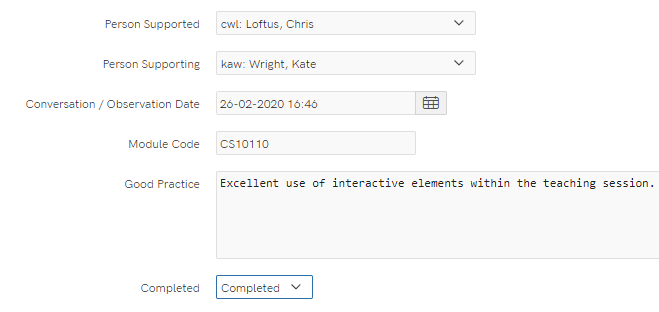 Person Supported cwl: Loftus, Chris
Person Supporting kaw: Wright, Kate
Conversation / Observation Date 26-02-2020 16:46
Module Code CS10110
Good Practice Excellent use of interactive elements within the teaching session.
Completed Completed